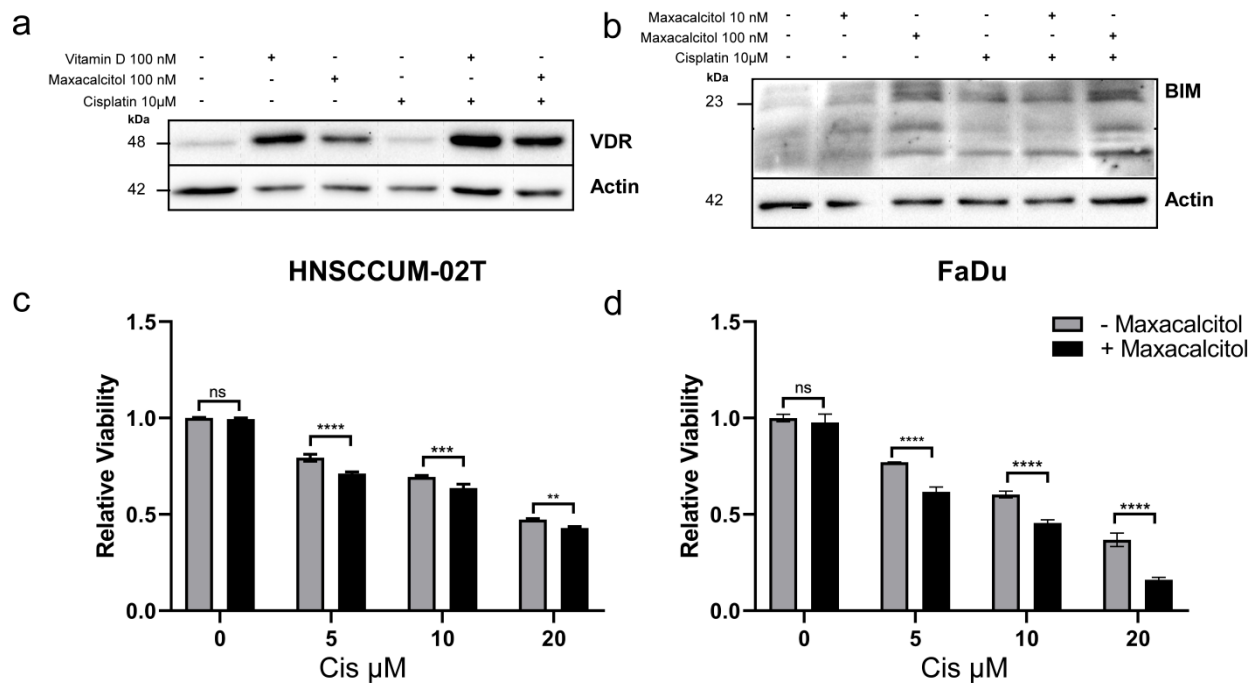 a
Vitamin D 100 nM - + - - + -
Maxacalcitol 100 nM - - + - - +
Cisplatin 10µM - - - + + +
kDa
48 VDR
42 Actin
b
Maxacalcitol 10 nM - + - - + -
Maxacalcitol 100 nM - - + - - +
Cisplatin 10µM - - - + + +
kDa
23 BIM
42 Actin
c
HNSCCUM-02T
Relative Viability
1.5
1.0
0.5
0.0
ns
****
***
**
0 5 10 20
Cis µM
d
FaDu
- Maxacalcitol
+ Maxacalcitol
Relative Viability
1.5
1.0
0.5
0.0
ns
****
****
****
0 5 10 20
Cis µM